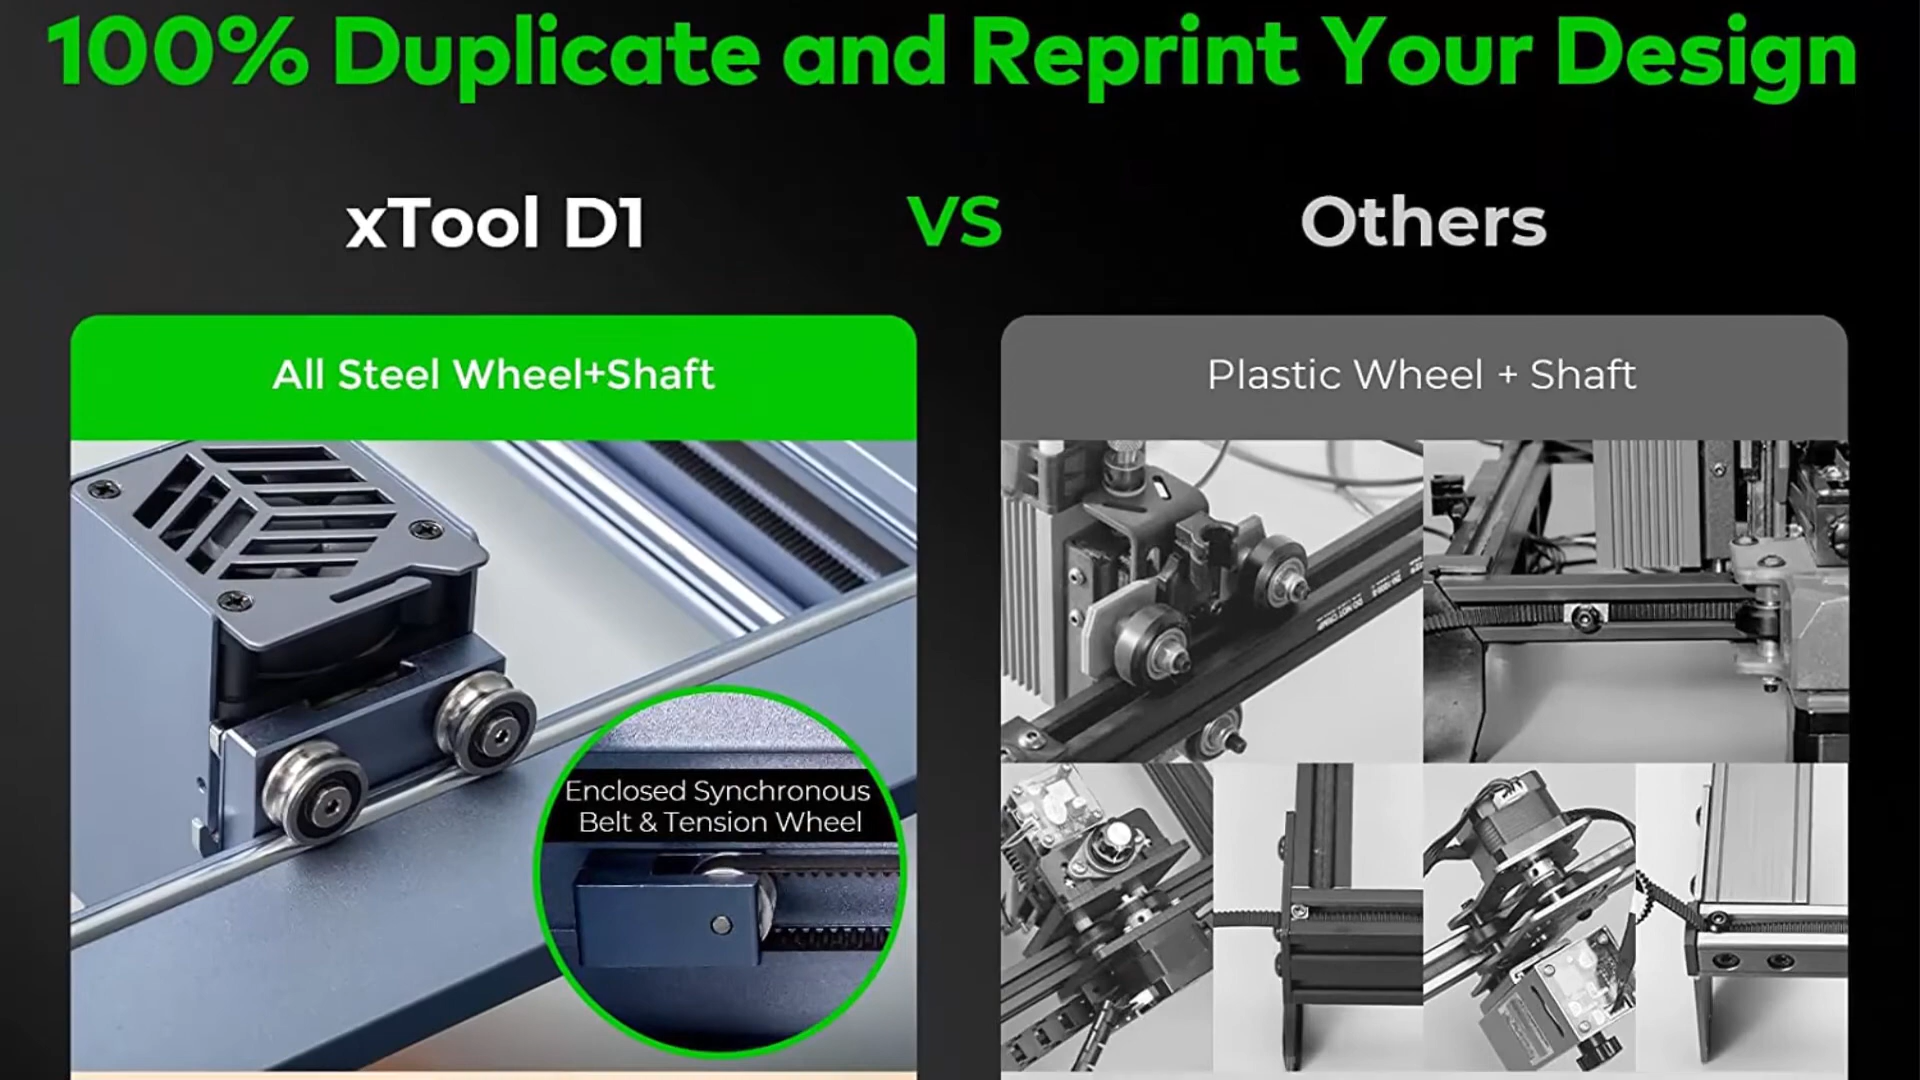 100% Duplicate and Reprint Your Design
xTool D1
VS
Others
All Steel Wheel+Shaft
Plastic Wheel + Shaft
Enclosed Synchronous
Belt & Tension Wheel